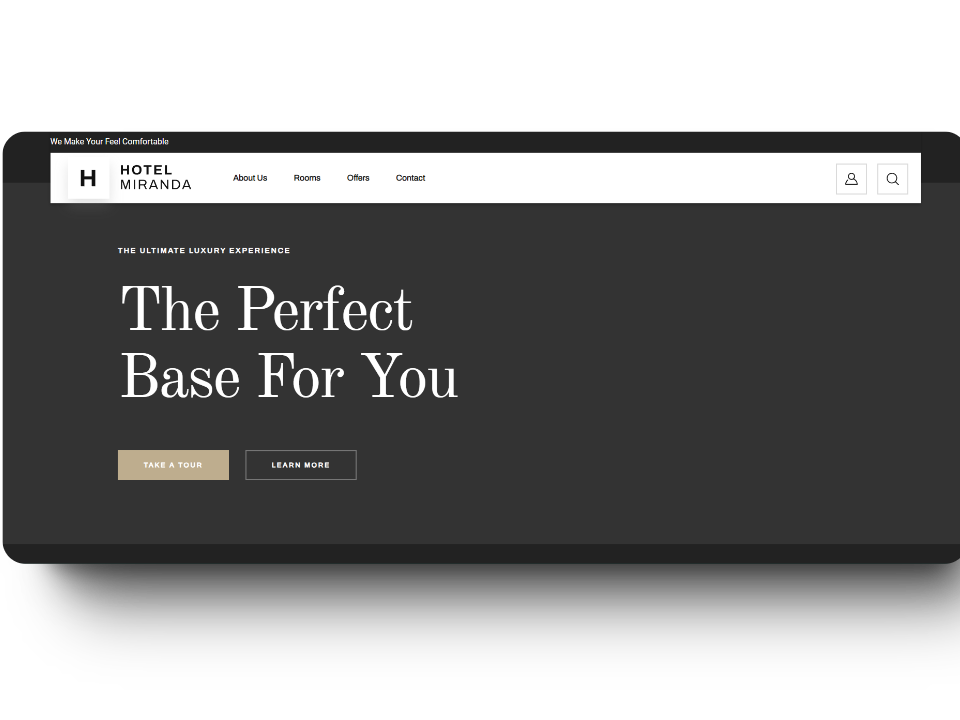 We Make Your Feel Comfortable
H
HOTEL
MIRANDA
About Us
Rooms
Offers
Contact
THE ULTIMATE LUXURY EXPERIENCE
The Perfect
Base For You
TAKE A TOUR
LEARN MORE